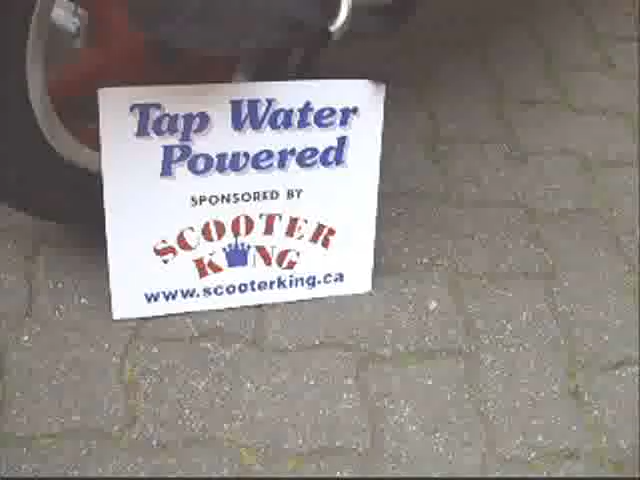 Tap Water
Powered
SPONSORED BY
SCOOTER
KING
www.scooterking.ca